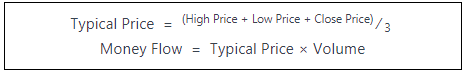 Typical Price = (High Price + Low Price + Close Price) / 3
Money Flow = Typical Price × Volume